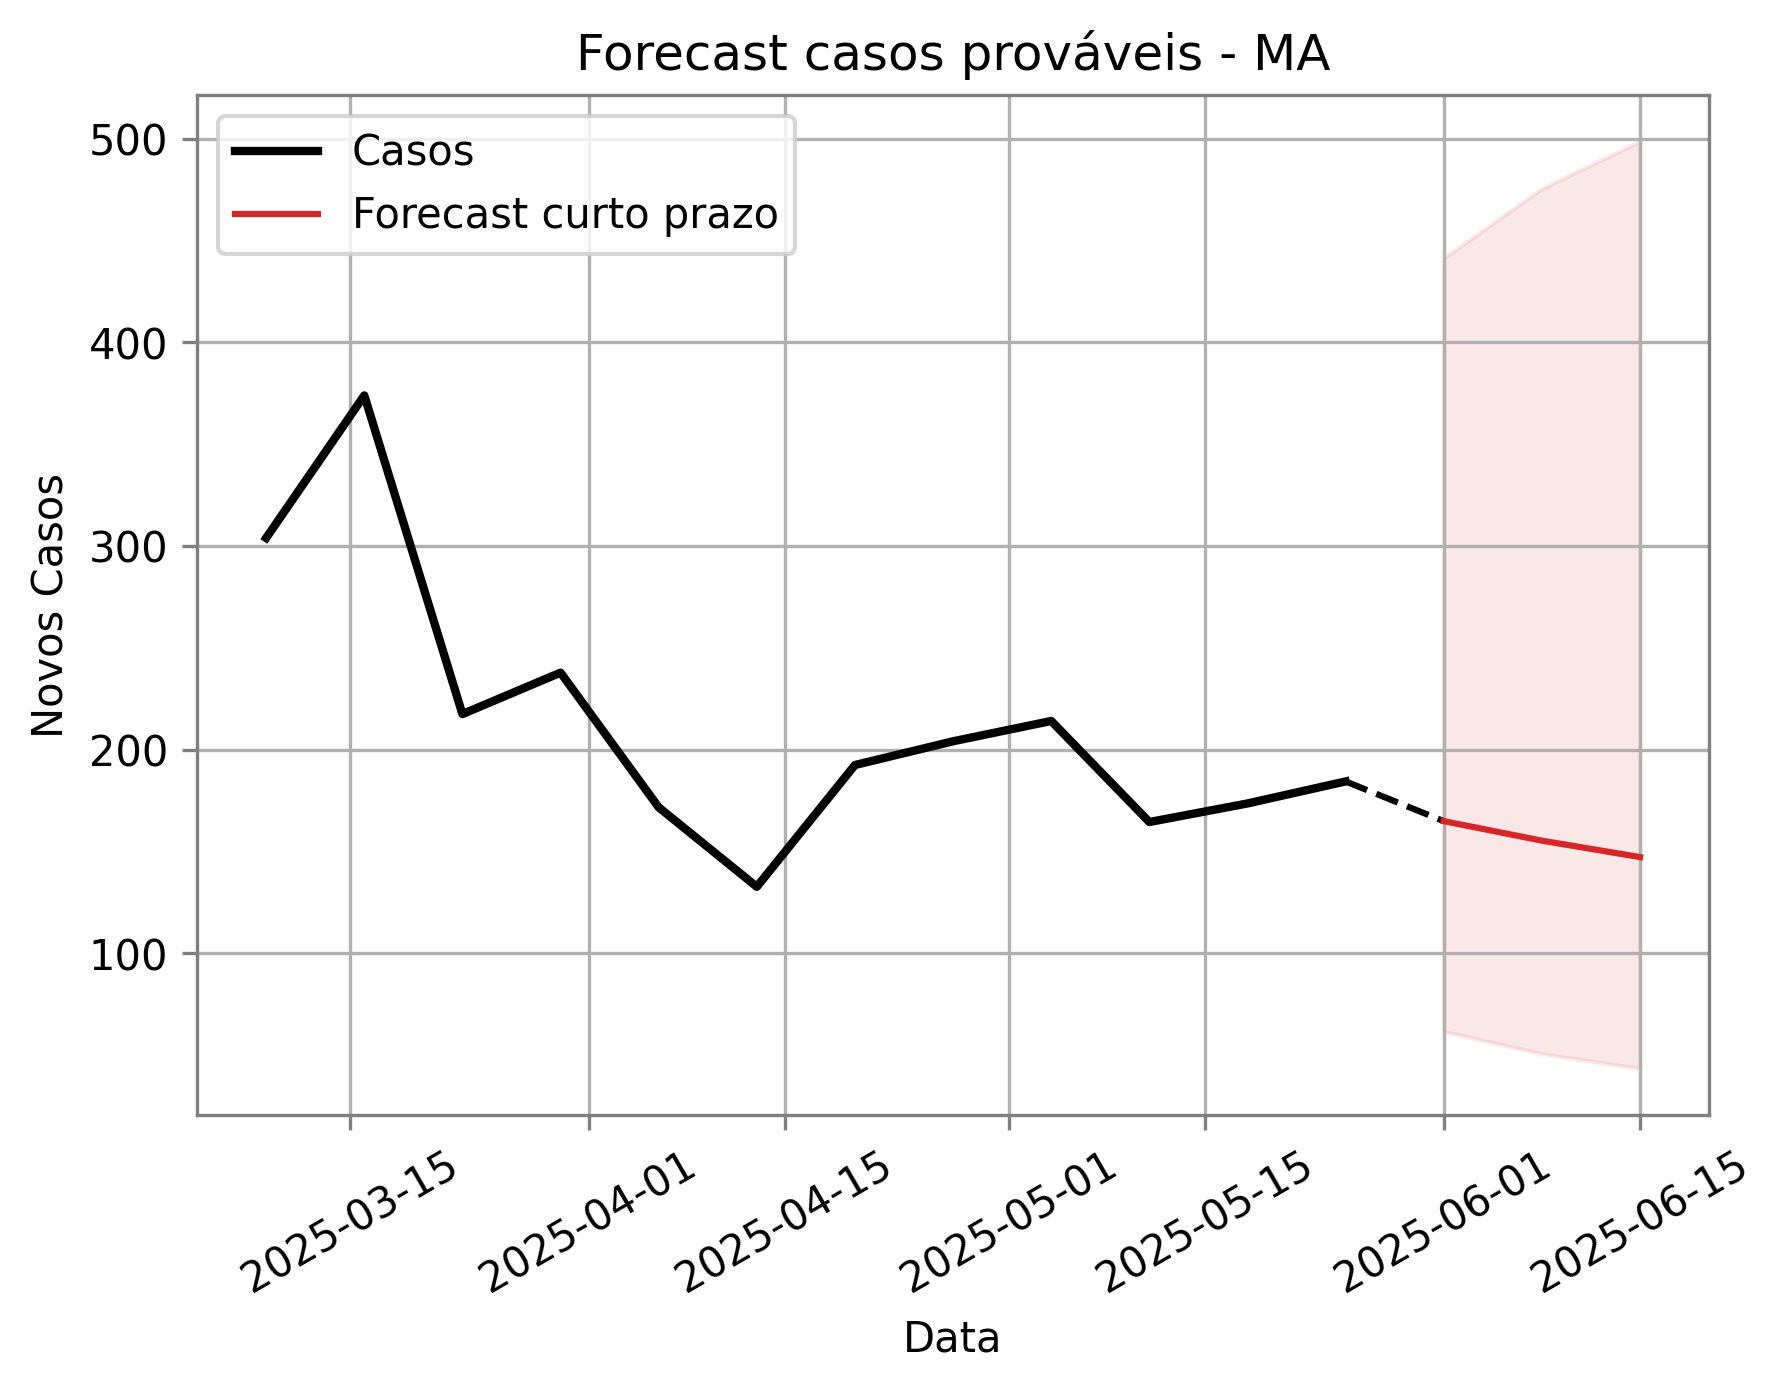 Forecast casos prováveis - MA
Casos
Forecast curto prazo
500
400
300
200
100
Novos Casos
2025-03-15
2025-04-01
2025-04-15
2025-05-01
2025-05-15
2025-06-01
2025-06-15
Data